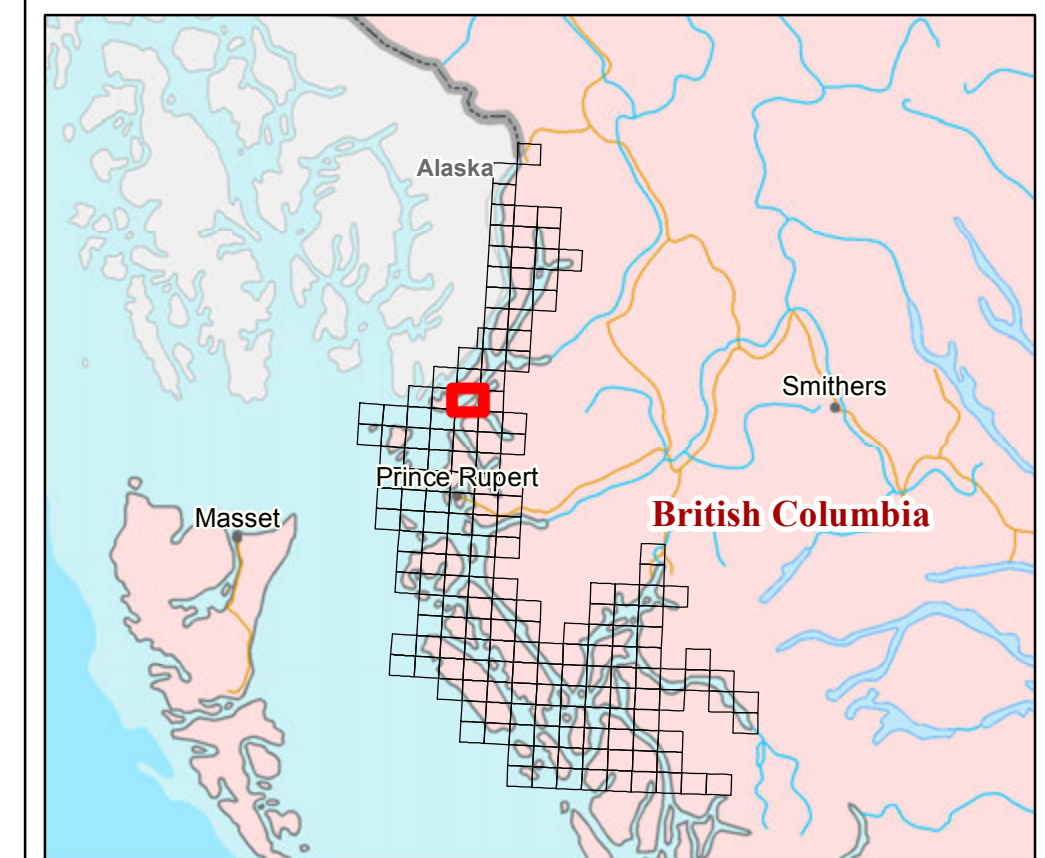 Alaska
Smithers
Prince Rupert
Masset
British Columbia